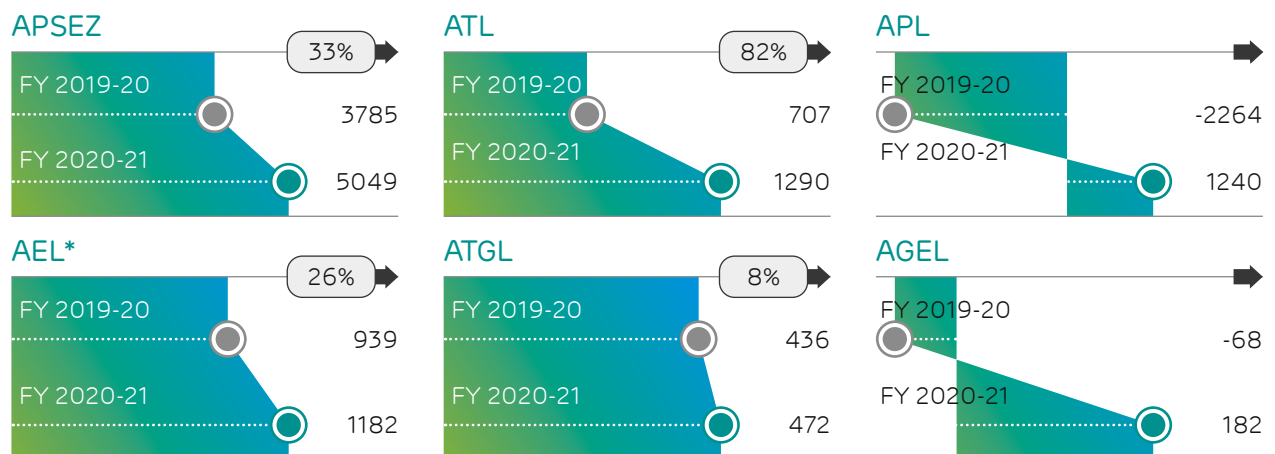 APSEZ
33%
FY 2019-20
3785
FY 2020-21
5049
ATL
82%
FY 2019-20
707
FY 2020-21
1290
APL
FY 2019-20
-2264
FY 2020-21
1240
AEL*
26%
FY 2019-20
939
FY 2020-21
1182
ATGL
8%
FY 2019-20
436
FY 2020-21
472
AGEL
FY 2019-20
-68
FY 2020-21
182